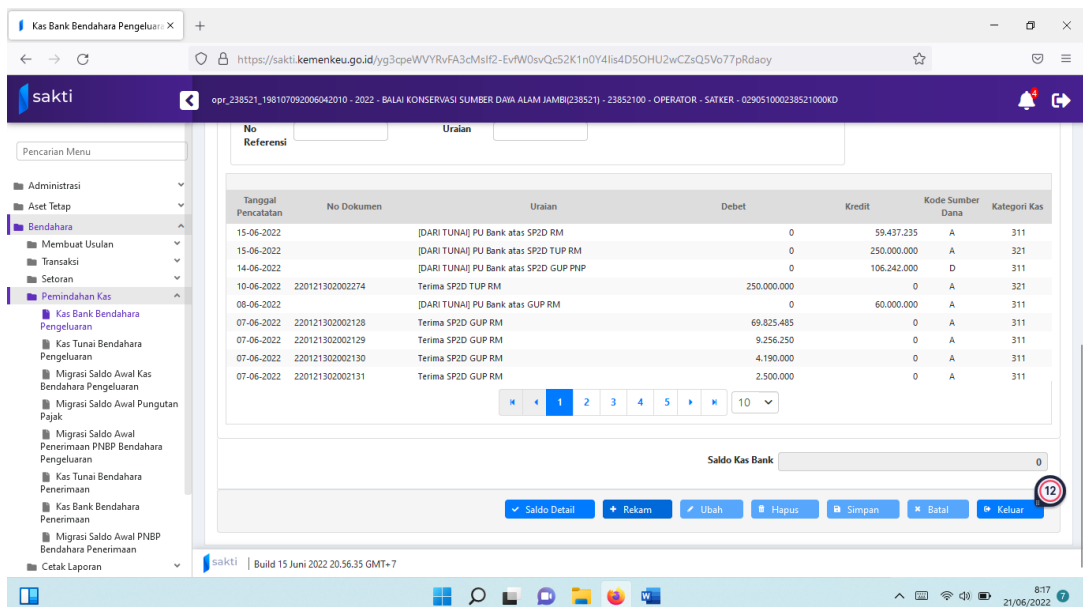 Kas Bank Bendahara Pengeluara
https://sakti.kemenkeu.go.id/yg3cpeWVYRvFA3cMsIf2-EvfW0svQc52K1n0Y4Iis4D5OHU2wCZsQ5Vo77pRdaoy
sakti
opr_238521_198107092006042010 - 2022 - BALAI KONSERVASI SUMBER DAYA ALAM JAMBI(238521) - 23852100 - OPERATOR - SATKER - 029051000238521000KD
4
Pencarian Menu
Administrasi
Aset Tetap
Bendahara
Membuat Usulan
Transaksi
Setoran
Pemindahan Kas
Kas Bank Bendahara
Pengeluaran
Kas Tunai Bendahara
Pengeluaran
Migrasi Saldo Awal Kas
Bendahara Pengeluaran
Migrasi Saldo Awal Pungutan
Pajak
Migrasi Saldo Awal
Penerimaan PNBP Bendahara
Pengeluaran
Kas Tunai Bendahara
Penerimaan
Kas Bank Bendahara
Penerimaan
Migrasi Saldo Awal PNBP
Bendahara Penerimaan
Cetak Laporan
No Referensi Uraian
Tanggal Pencatatan No Dokumen Uraian Debet Kredit Kode Sumber Dana Kategori Kas
15-06-2022 [DARI TUNAI] PU Bank atas SP2D RM 0 59.437.235 A 311
15-06-2022 [DARI TUNAI] PU Bank atas SP2D TUP RM 0 250.000.000 A 321
14-06-2022 [DARI TUNAI] PU Bank atas SP2D GUP PNP 0 106.242.000 D 311
10-06-2022 220121302002274 Terima SP2D TUP RM 250.000.000 0 A 321
08-06-2022 [DARI TUNAI] PU Bank atas GUP RM 0 60.000.000 A 311
07-06-2022 220121302002128 Terima SP2D GUP RM 69.825.485 0 A 311
07-06-2022 220121302002129 Terima SP2D GUP RM 9.256.250 0 A 311
07-06-2022 220121302002130 Terima SP2D GUP RM 4.190.000 0 A 311
07-06-2022 220121302002131 Terima SP2D GUP RM 2.500.000 0 A 311
1 2 3 4 5 10
Saldo Kas Bank 0
12
Saldo Detail Rekam Ubah Hapus Simpan Batal Keluar
sakti Build 15 Juni 2022 20.56.35 GMT+7
8:17
21/06/2022 7